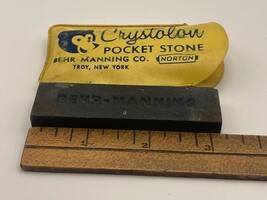 Crystolon
POCKET STONE
BEHR-MANNING CO. NORTON
TROY, NEW YORK
BEHR-MANNING
1 2 3